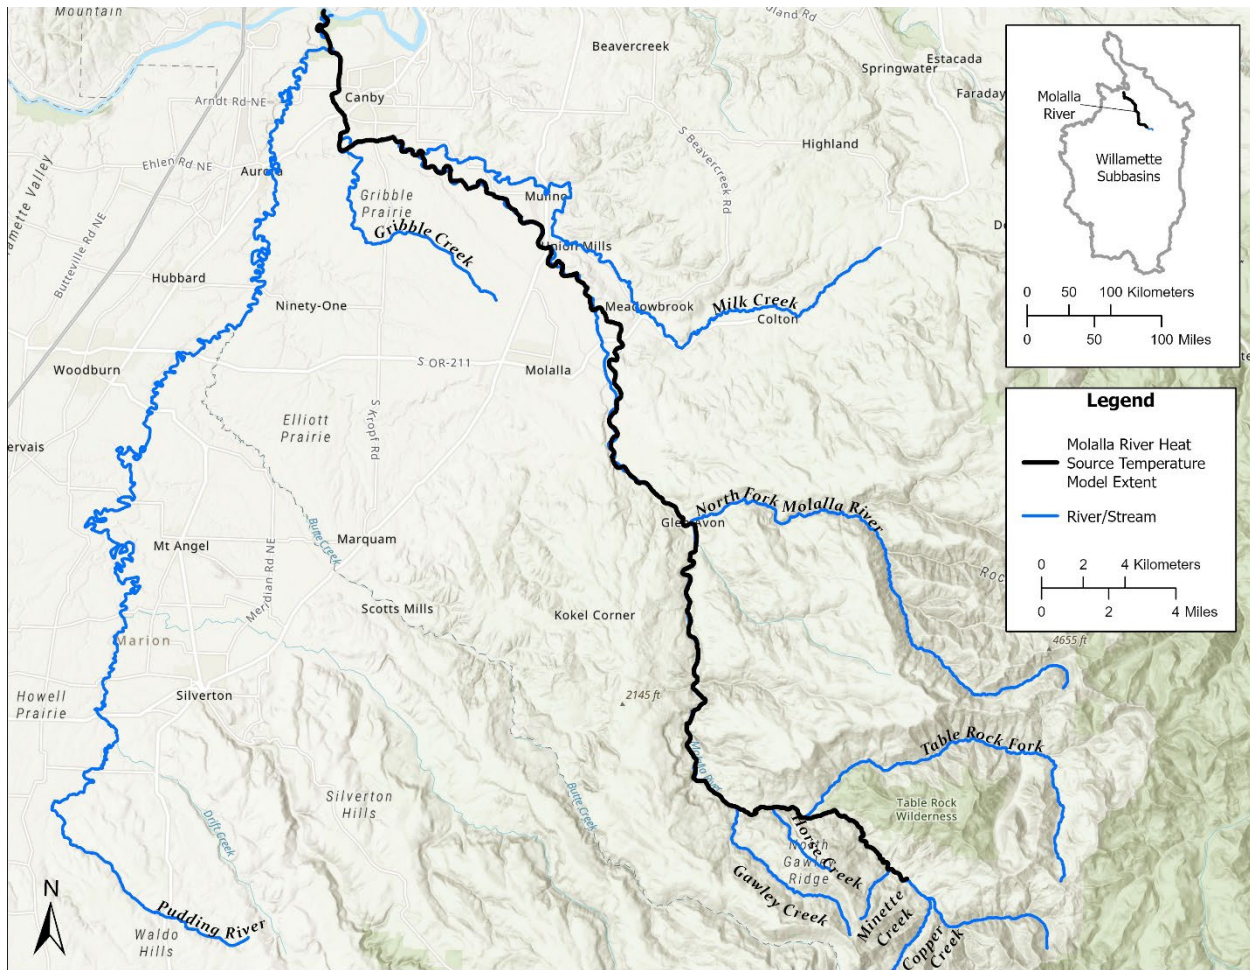 Mountain
Beavercreek
Springwater
Estacada
Faraday
Canby
Arndt Rd NE
Highland
S Beavercreek Rd
Ehlen Rd NE
Aurora
Gribble
Prairie
Mulino
Gribble Creek
Union Mills
Butteville Rd NE
Hubbard
Ninety-One
Meadowbrook
Milk Creek
Colton
Woodburn
S OR-211
Molalla
Elliott
Prairie
S Kropf Rd
ervais
North Fork Molalla River
Glen Avon
Mt Angel
Butte Creek
Marquam
Meridian Rd NE
Scotts Mills
Kokel Corner
Marion
4655 ft
Howell
Prairie
Silverton
2145 ft
Table Rock Fork
Silverton
Hills
Butte Creek
Drift Creek
Table Rock
Wilderness
Horse Creek
North
Gawley
Ridge
Gawley Creek
Minette
Creek
Copper
Creek
Pudding River
Waldo
Hills
N
Molalla
River
Willamette
Subbasins
0 50 100 Kilometers
0 50 100 Miles
Legend
Molalla River Heat
Source Temperature
Model Extent
River/Stream
0 2 4 Kilometers
0 2 4 Miles